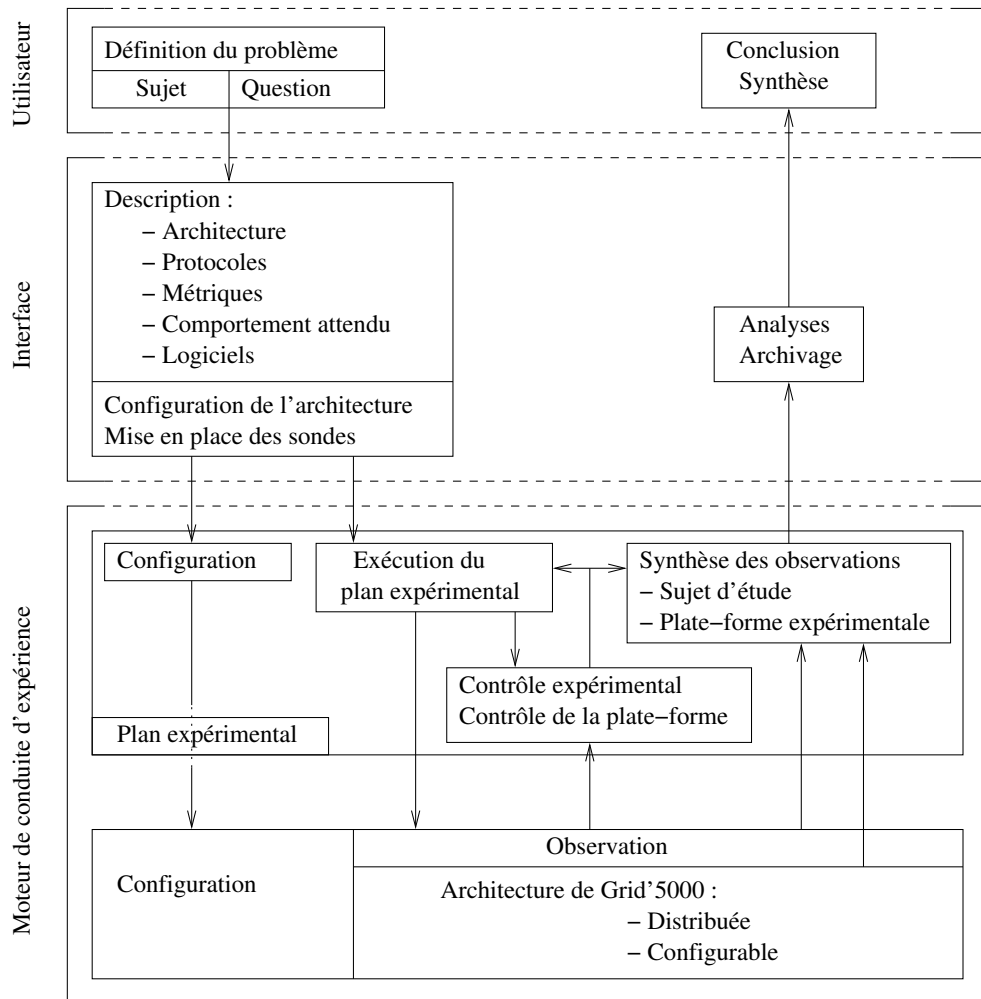 Utilisateur
Définition du problème
Sujet
Question
Conclusion
Synthèse
Interface
Description :
− Architecture
− Protocoles
− Métriques
− Comportement attendu
− Logiciels
Configuration de l'architecture
Mise en place des sondes
Analyses
Archivage
Moteur de conduite d'expérience
Configuration
Exécution du
plan expérimental
Synthèse des observations
− Sujet d'étude
− Plate−forme expérimentale
Contrôle expérimental
Contrôle de la plate−forme
Plan expérimental
Configuration
Observation
Architecture de Grid'5000 :
− Distribuée
− Configurable